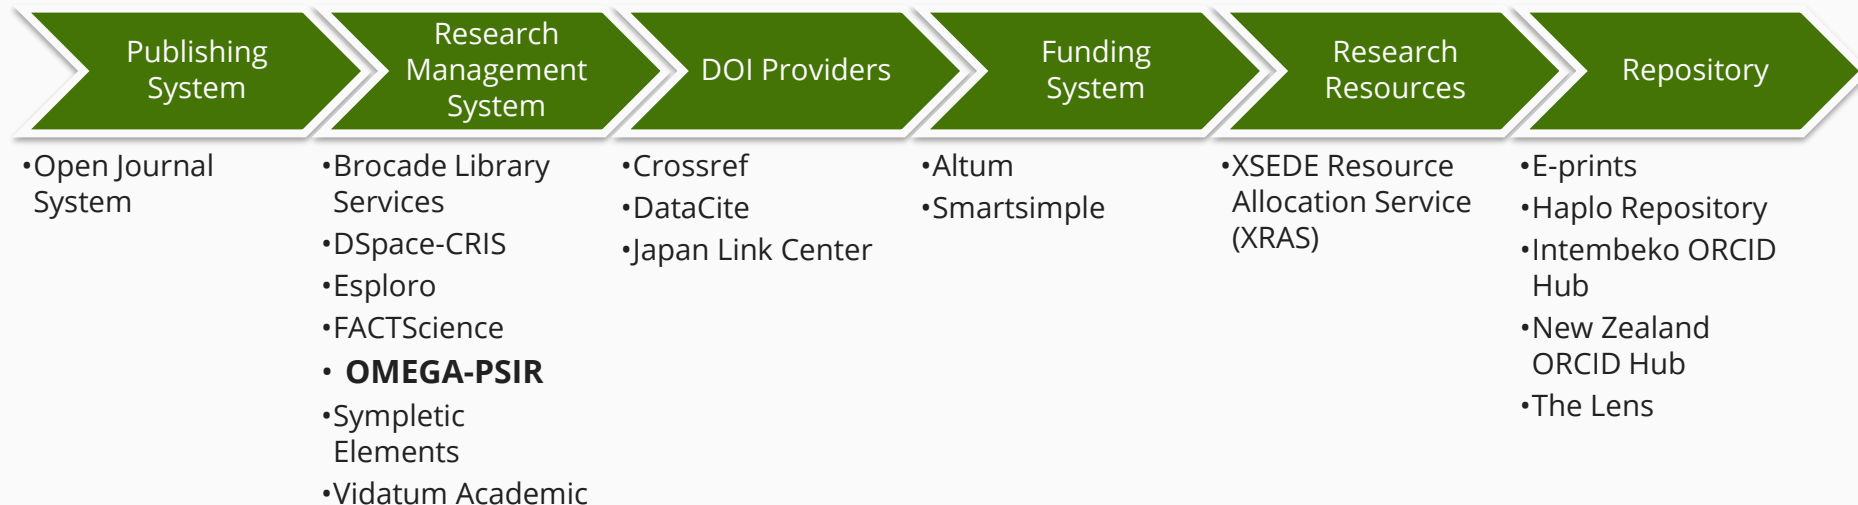 Publishing
System
•Open Journal
System
Research
Management
System
•Brocade Library
Services
•DSpace-CRIS
•Esploro
•FACTScience
• OMEGA-PSIR
•Sympletic
Elements
•Vidatum Academic
DOI Providers
•Crossref
•DataCite
•Japan Link Center
Funding
System
•Altum
•Smartsimple
Research
Resources
•XSEDE Resource
Allocation Service
(XRAS)
Repository
•E-prints
•Haplo Repository
•Intembeko ORCID
Hub
•New Zealand
ORCID Hub
•The Lens